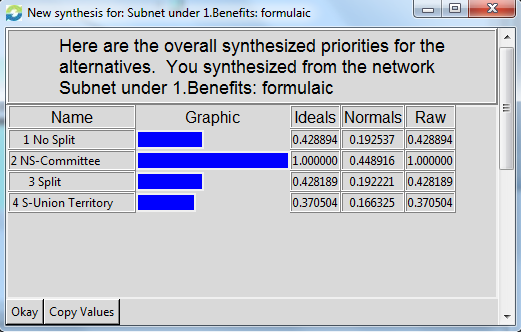 New synthesis for: Subnet under 1.Benefits: formulaic
Here are the overall synthesized priorities for the
alternatives.  You synthesized from the network
Subnet under 1.Benefits: formulaic
Name Graphic Ideals Normals Raw
1 No Split 0.428894 0.192537 0.428894
2 NS-Committee 1.000000 0.448916 1.000000
3 Split 0.428189 0.192221 0.428189
4 S-Union Territory 0.370504 0.166325 0.370504
Okay Copy Values